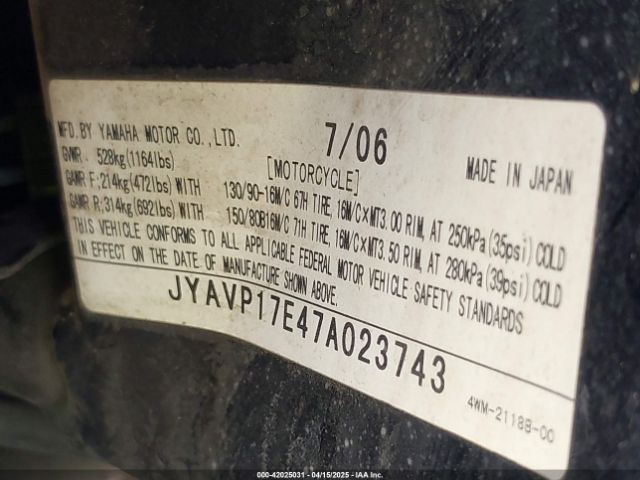 MFD.BY YAMAHA MOTOR CO.,LTD. 7/06 MADE IN JAPAN
GVWR . 528kg(1164lbs) [MOTORCYCLE]
GAWR F;214kg(472lbs) WITH 130/90-16M/C 67H TIRE, 16M/C×MT3.00 RIM, AT 250kPa(35psi) COLD
GAWR R;314kg(692lbs) WITH 150/80B16M/C 71H TIRE, 16M/C×MT3.50 RIM, AT 280kPa(39psi) COLD
THIS VEHICLE CONFORMS TO ALL APPLICABLE FEDERAL MOTOR VEHICLE SAFETY STANDARDS
IN EFFECT ON THE DATE OF MANUFACTURE SHOWN ABOVE.
JYAVP17E47A023743
4WM-2118B-00
000-42025031 - 04/15/2025 - IAAI.COM